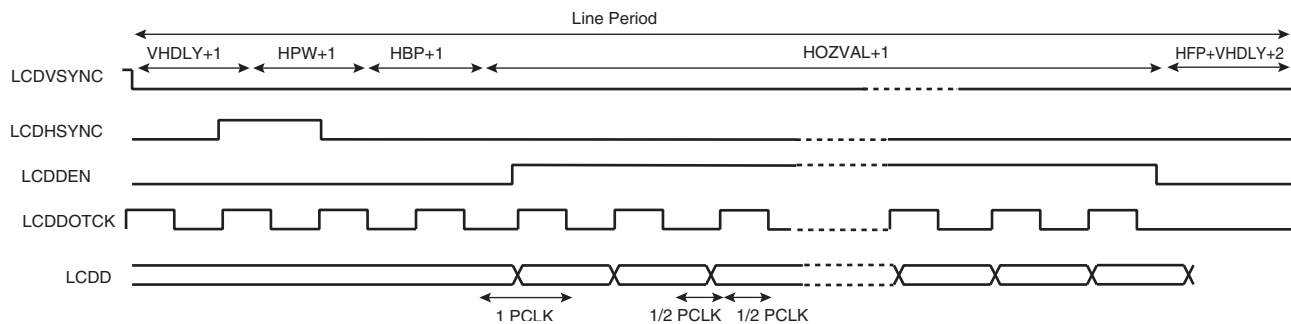 Line Period
VHDLY+1 HPW+1 HBP+1 HOZVAL+1 HFP+VHDLY+2
LCDVSYNC
LCDHSYNC
LCDDEN
LCDDOTCK
LCDD
1 PCLK 1/2 PCLK 1/2 PCLK